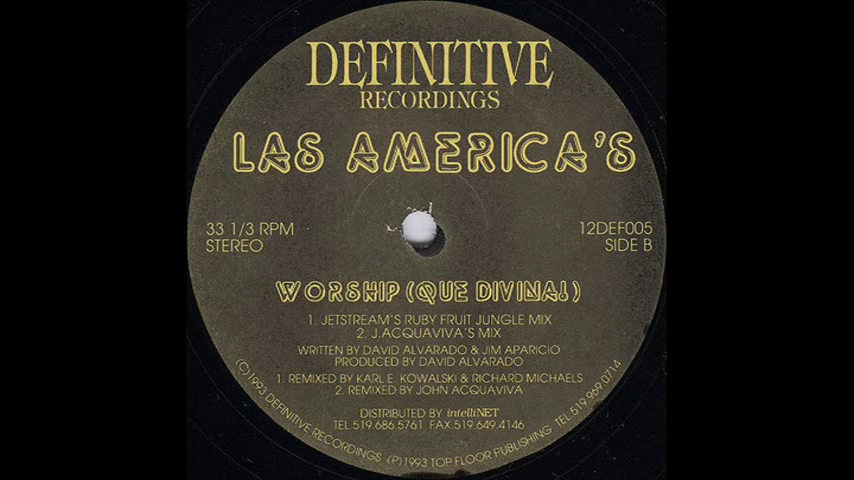 DEFINITIVE
RECORDINGS
LAS AMERICA'S
33 1/3 RPM
STEREO
12DEF005
SIDE B
WORSHIP (QUE DIVINA!)
1. JETSTREAM'S RUBY FRUIT JUNGLE MIX
2. J.ACQUAVIVA'S MIX
WRITTEN BY DAVID ALVARADO & JIM APARICIO
PRODUCED BY DAVID ALVARADO
1. REMIXED BY KARL E. KOWALSKI & RICHARD MICHAELS
2. REMIXED BY JOHN ACQUAVIVA
DISTRIBUTED BY intelliNET
TEL.519.686.5761 FAX.519.649.4146
(C)1993 DEFINITIVE RECORDINGS (P)1993 TOP FLOOR PUBLISHING TEL.519.969.0714